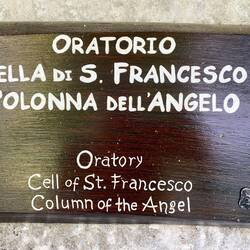 ORATORIO
ELLA DI S. FRANCESCO
OLONNA DELL'ANGELO
Oratory
Cell of St. Francesco
Column of the Angel